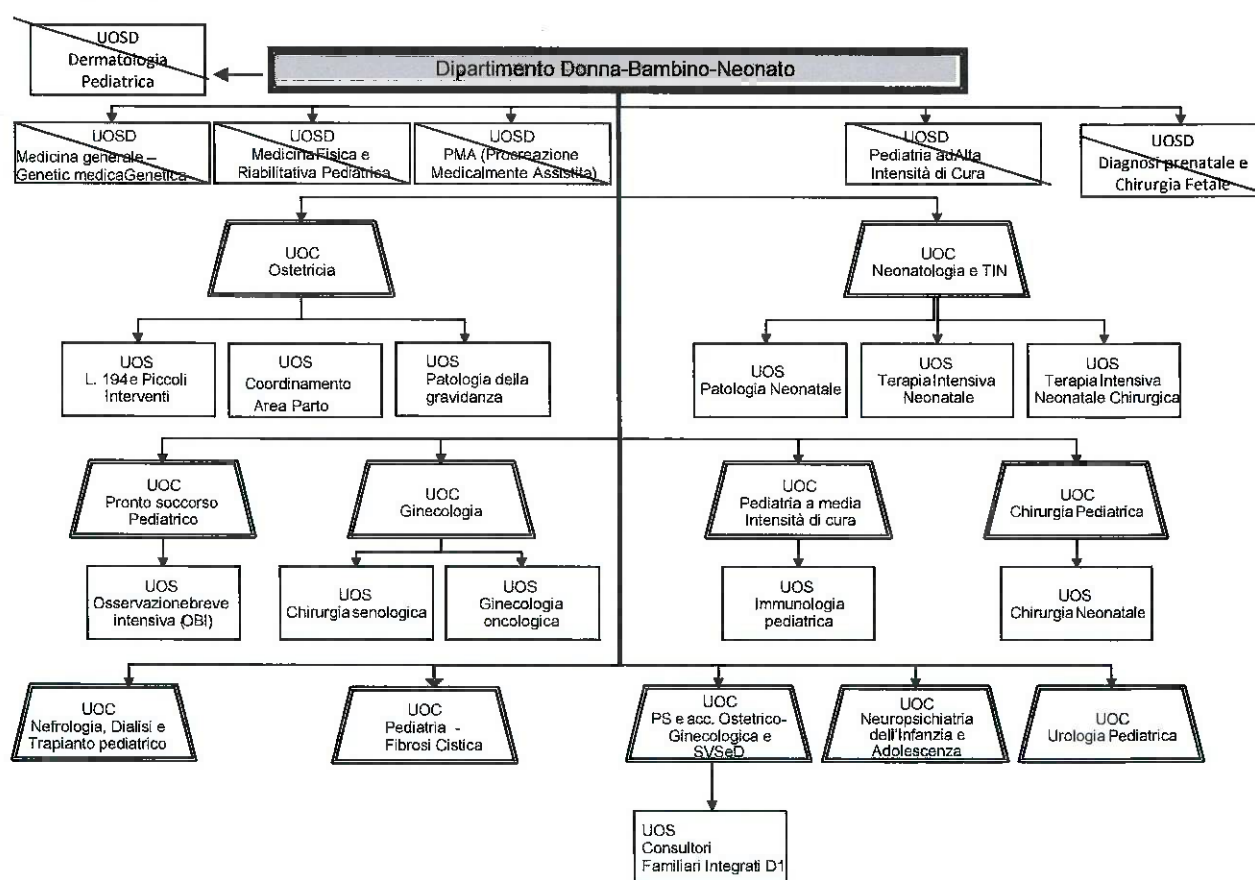 UOSD
Dermatologia
Pediatrica
Dipartimento Donna-Bambino-Neonato
UOSD
Medicina generale –
Genetic medicaGenetica
UOSD
Medicina Fisica e
Riabilitativa Pediatrica
UOSD
PMA (Procreazione
Medicalmente Assistita)
UOSD
Pediatria ad Alta
Intensità di Cura
UOSD
Diagnosi prenatale e
Chirurgia Fetale
UOC
Ostetricia
UOC
Neonatologia e TIN
UOS
L. 194 e Piccoli
Interventi
UOS
Coordinamento
Area Parto
UOS
Patologia della
gravidanza
UOS
Patologia Neonatale
UOS
Terapia Intensiva
Neonatale
UOS
Terapia Intensiva
Neonatale Chirurgica
UOC
Pronto soccorso
Pediatrico
UOC
Ginecologia
UOC
Pediatria a media
Intensità di cura
UOC
Chirurgia Pediatrica
UOS
Osservazione breve
intensiva (OBI)
UOS
Chirurgia senologica
UOS
Ginecologia
oncologica
UOS
Immunologia
pediatrica
UOS
Chirurgia Neonatale
UOC
Nefrologia, Dialisi e
Trapianto pediatrico
UOC
Pediatria -
Fibrosi Cistica
UOC
PS e acc. Ostetrico-
Ginecologica e
SVSeD
UOC
Neuropsichiatria
dell'Infanzia e
Adolescenza
UOC
Urologia Pediatrica
UOS
Consultori
Familiari Integrati D1